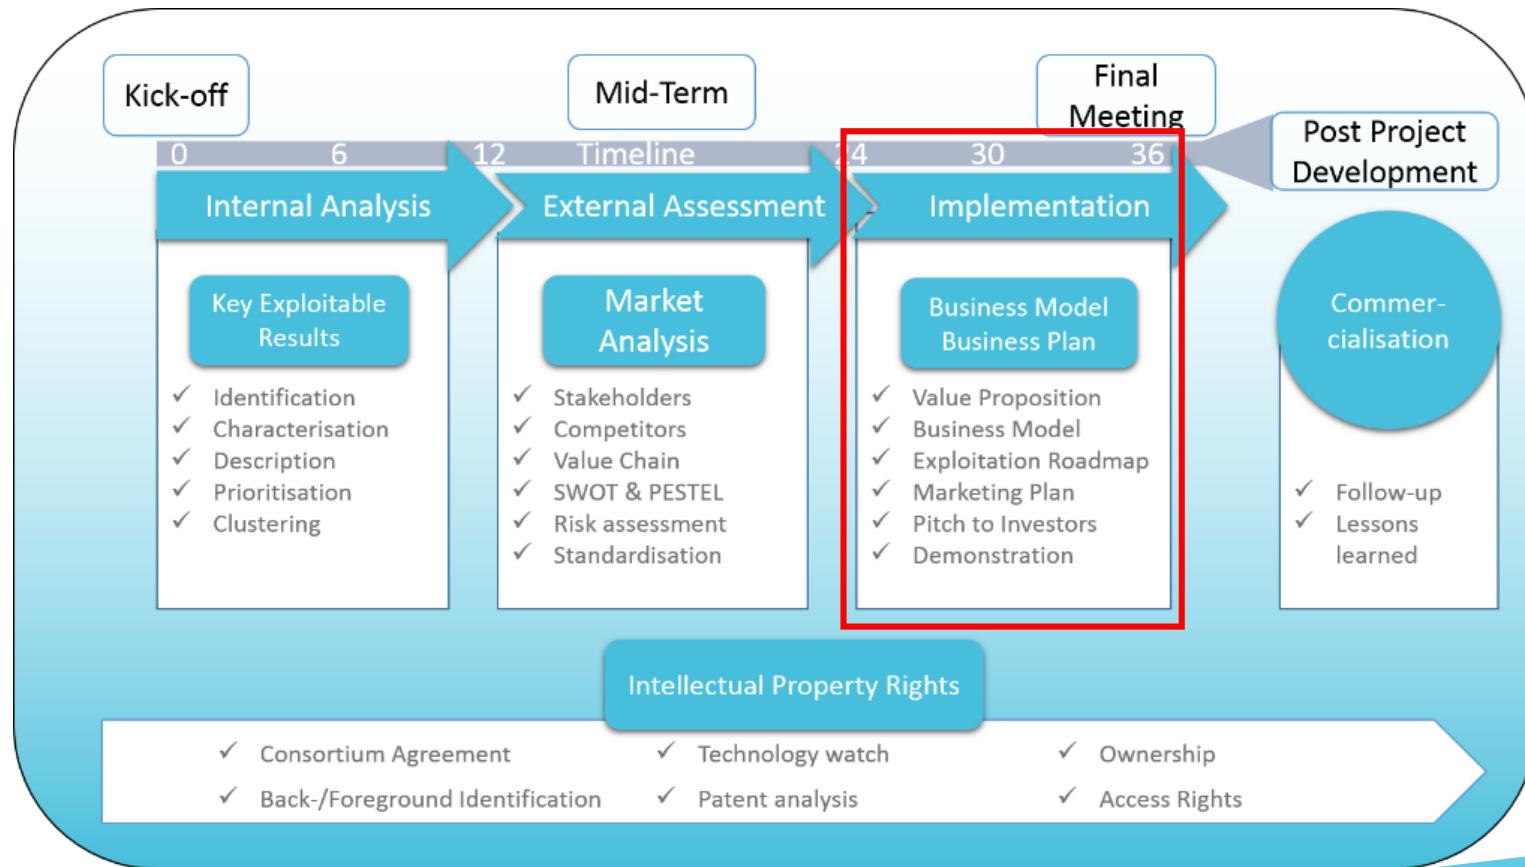 Kick-off
Mid-Term
Final
Meeting
Post Project
Development
0 6 12 Timeline 24 30 36
Internal Analysis
External Assessment
Implementation
Key Exploitable
Results
✓ Identification
✓ Characterisation
✓ Description
✓ Prioritisation
✓ Clustering
Market
Analysis
✓ Stakeholders
✓ Competitors
✓ Value Chain
✓ SWOT & PESTEL
✓ Risk assessment
✓ Standardisation
Business Model
Business Plan
✓ Value Proposition
✓ Business Model
✓ Exploitation Roadmap
✓ Marketing Plan
✓ Pitch to Investors
✓ Demonstration
Commer-
cialisation
✓ Follow-up
✓ Lessons
learned
Intellectual Property Rights
✓ Consortium Agreement
✓ Back-/Foreground Identification
✓ Technology watch
✓ Patent analysis
✓ Ownership
✓ Access Rights